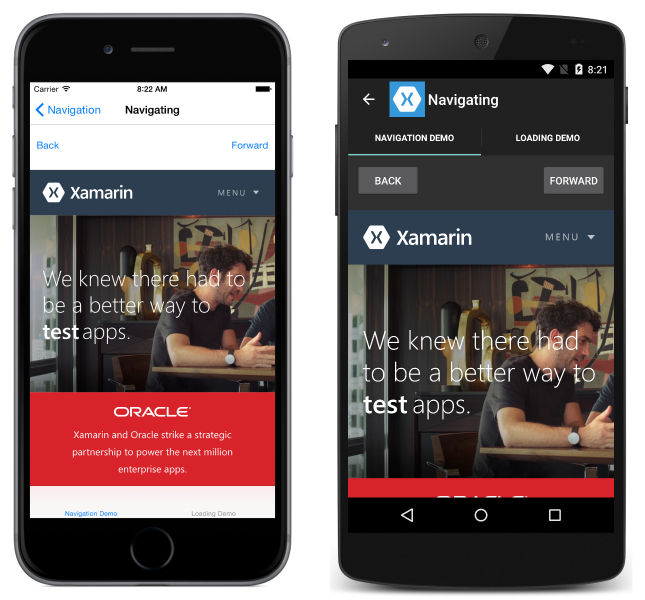 Carrier 8:22 AM
Navigation Navigating
Back Forward
Xamarin MENU
We knew there had to
be a better way to
test apps.
ORACLE
Xamarin and Oracle strike a strategic
partnership to power the next million
enterprise apps.
Navigation Demo Loading Demo
8:21
Navigating
NAVIGATION DEMO LOADING DEMO
BACK FORWARD
Xamarin MENU
We knew there had
to be a better way to
test apps.
ORACLE